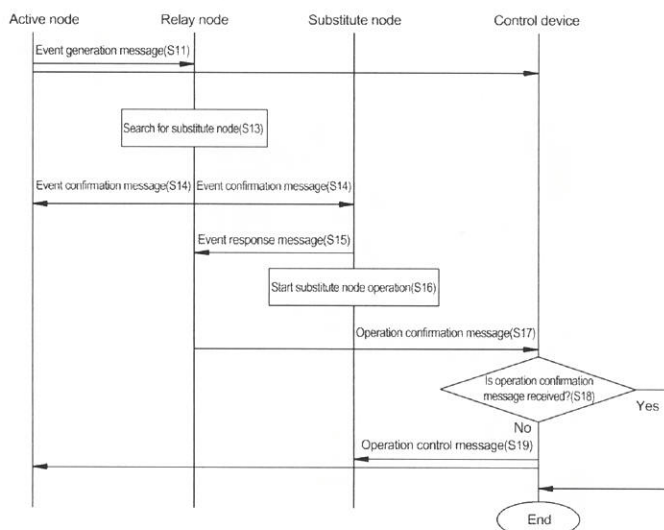 Active node
Relay node
Substitute node
Control device
Event generation message(S11)
Search for substitute node(S13)
Event confirmation message(S14)
Event confirmation message(S14)
Event response message(S15)
Start substitute node operation(S16)
Operation confirmation message(S17)
Is operation confirmation
message received?(S18)
Yes
No
Operation control message(S19)
End